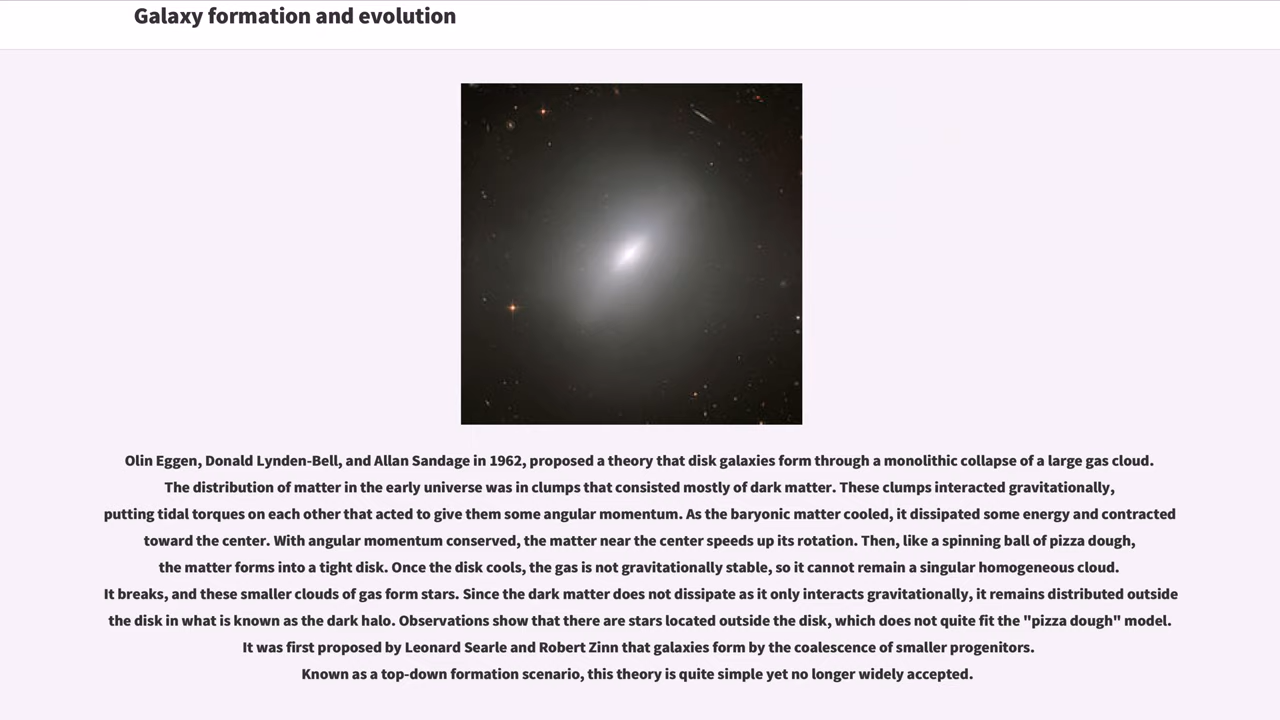 Galaxy formation and evolution
Olin Eggen, Donald Lynden-Bell, and Allan Sandage in 1962, proposed a theory that disk galaxies form through a monolithic collapse of a large gas cloud.
The distribution of matter in the early universe was in clumps that consisted mostly of dark matter. These clumps interacted gravitationally,
putting tidal torques on each other that acted to give them some angular momentum. As the baryonic matter cooled, it dissipated some energy and contracted
toward the center. With angular momentum conserved, the matter near the center speeds up its rotation. Then, like a spinning ball of pizza dough,
the matter forms into a tight disk. Once the disk cools, the gas is not gravitationally stable, so it cannot remain a singular homogeneous cloud.
It breaks, and these smaller clouds of gas form stars. Since the dark matter does not dissipate as it only interacts gravitationally, it remains distributed outside
the disk in what is known as the dark halo. Observations show that there are stars located outside the disk, which does not quite fit the "pizza dough" model.
It was first proposed by Leonard Searle and Robert Zinn that galaxies form by the coalescence of smaller progenitors.
Known as a top-down formation scenario, this theory is quite simple yet no longer widely accepted.